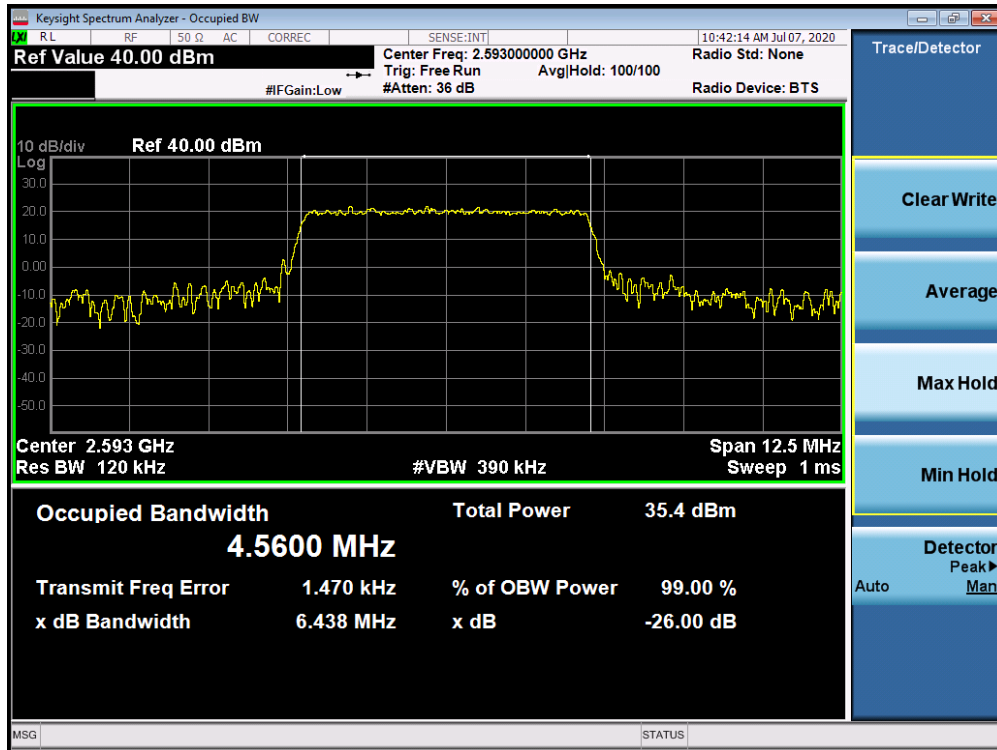 Keysight Spectrum Analyzer - Occupied BW
LXI RL RF 50 Ω AC CORREC SENSE:INT 10:42:14 AM Jul 07, 2020
Ref Value 40.00 dBm
Center Freq: 2.593000000 GHz Radio Std: None
Trig: Free Run Avg|Hold: 100/100
#IFGain:Low #Atten: 36 dB Radio Device: BTS
10 dB/div Ref 40.00 dBm
Log
30.0
20.0
10.0
0.00
-10.0
-20.0
-30.0
-40.0
-50.0
Center 2.593 GHz Span 12.5 MHz
Res BW 120 kHz #VBW 390 kHz Sweep 1 ms
Occupied Bandwidth Total Power 35.4 dBm
4.5600 MHz
Transmit Freq Error 1.470 kHz % of OBW Power 99.00 %
x dB Bandwidth 6.438 MHz x dB -26.00 dB
MSG STATUS
Trace/Detector
Clear Write
Average
Max Hold
Min Hold
Detector
Peak▶
Auto Man